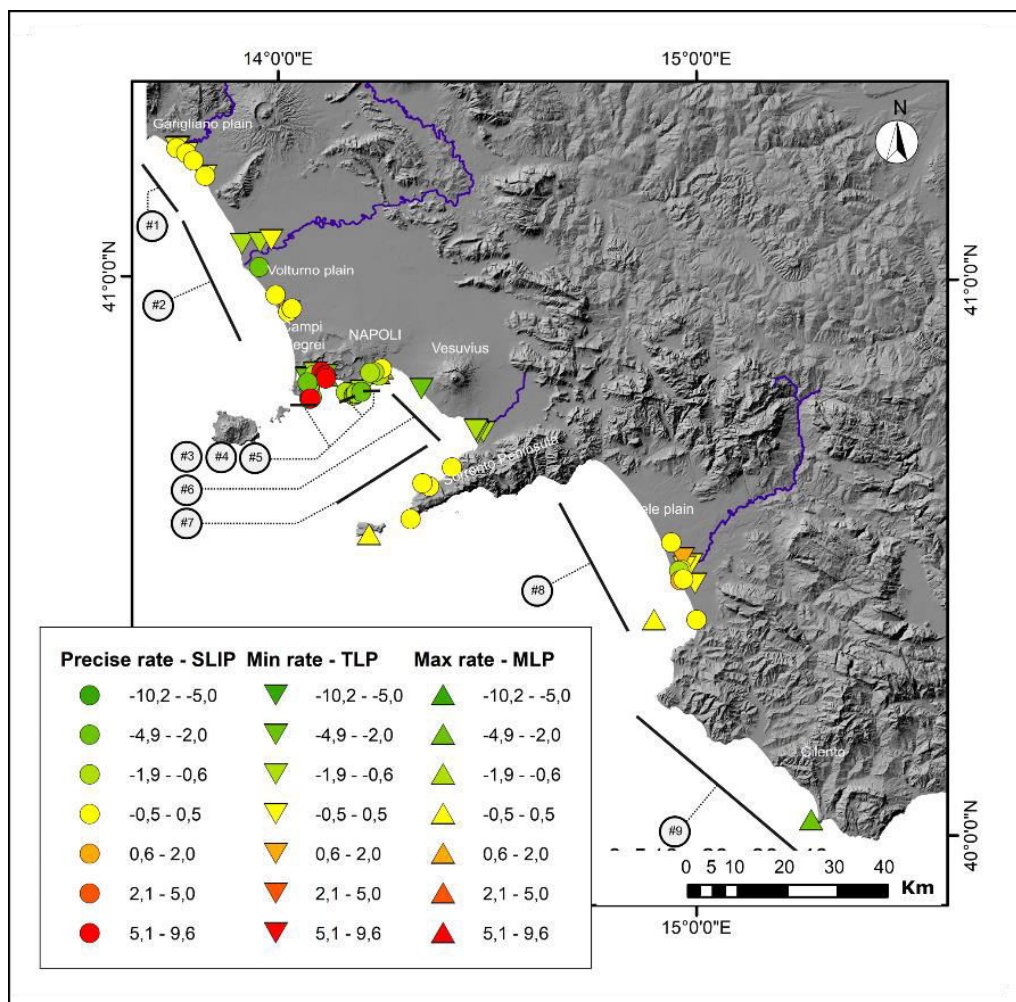 14°0'0"E
15°0'0"E
N
Garigliano plain
#1
41°0'0"N
41°0'0"N
Volturno plain
#2
Campi
egrei
NAPOLI
Vesuvius
#3
#4
#5
#6
Sorrento Peninsula
#7
ele plain
#8
Precise rate - SLIP
Min rate - TLP
Max rate - MLP
-10,2 - -5,0
-10,2 - -5,0
-10,2 - -5,0
-4,9 - -2,0
-4,9 - -2,0
-4,9 - -2,0
-1,9 - -0,6
-1,9 - -0,6
-1,9 - -0,6
-0,5 - 0,5
-0,5 - 0,5
-0,5 - 0,5
0,6 - 2,0
0,6 - 2,0
0,6 - 2,0
2,1 - 5,0
2,1 - 5,0
2,1 - 5,0
5,1 - 9,6
5,1 - 9,6
5,1 - 9,6
Cilento
#9
40°0'0"N
0 5 10 20 30 40
Km
15°0'0"E